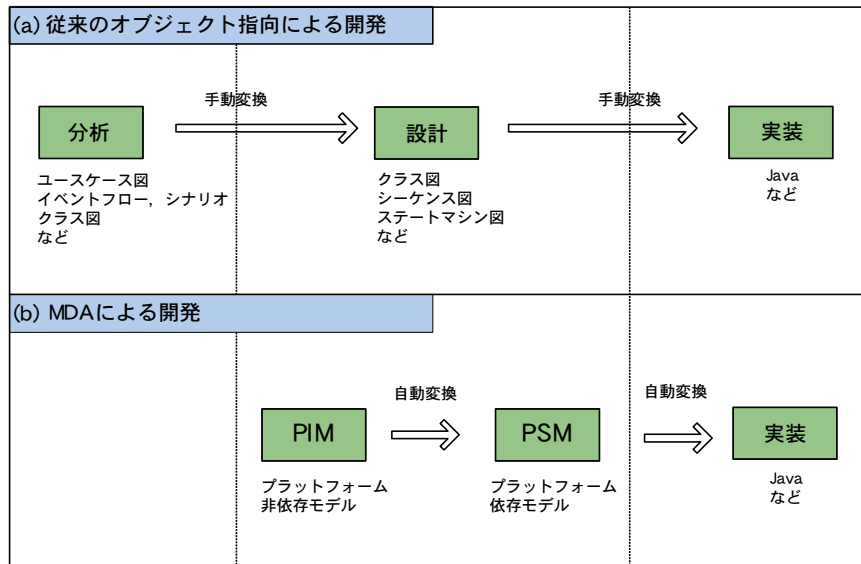 (a) 従来のオブジェクト指向による開発
手動変換
手動変換
分析
設計
実装
ユースケース図
イベントフロー，シナリオ
クラス図
など
クラス図
シーケンス図
ステートマシン図
など
Java
など
(b) MDAによる開発
自動変換
自動変換
PIM
PSM
実装
プラットフォーム
非依存モデル
プラットフォーム
依存モデル
Java
など